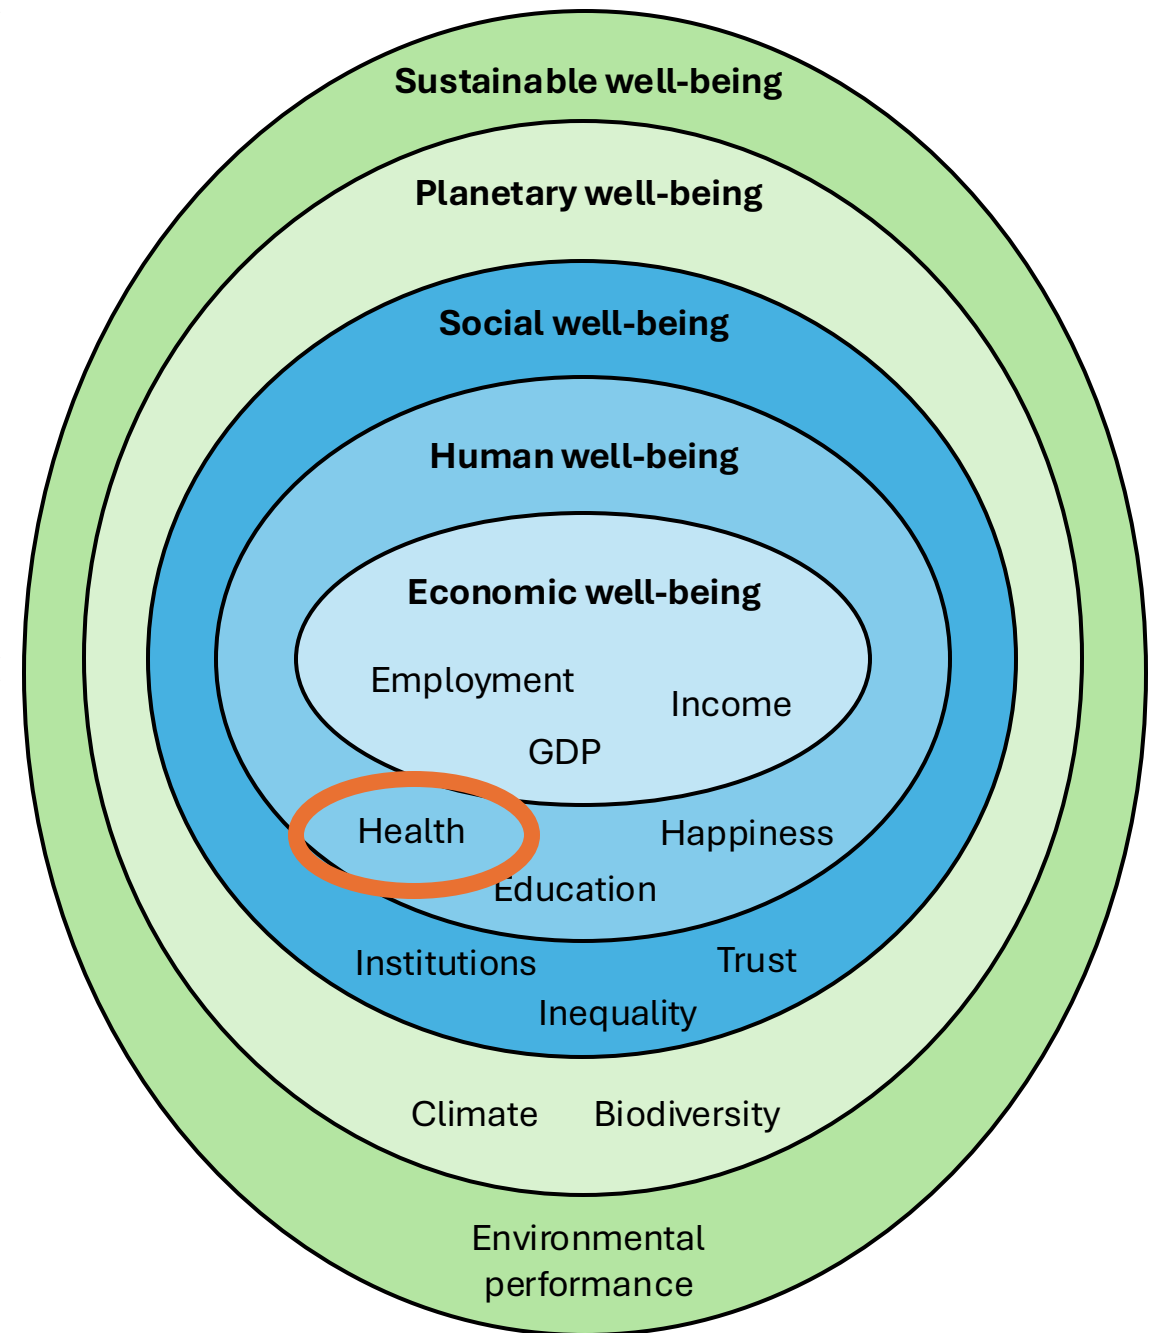 Sustainable well-being
Planetary well-being
Social well-being
Human well-being
Economic well-being
Employment
Income
GDP
Health
Happiness
Education
Institutions
Trust
Inequality
Climate
Biodiversity
Environmental
performance